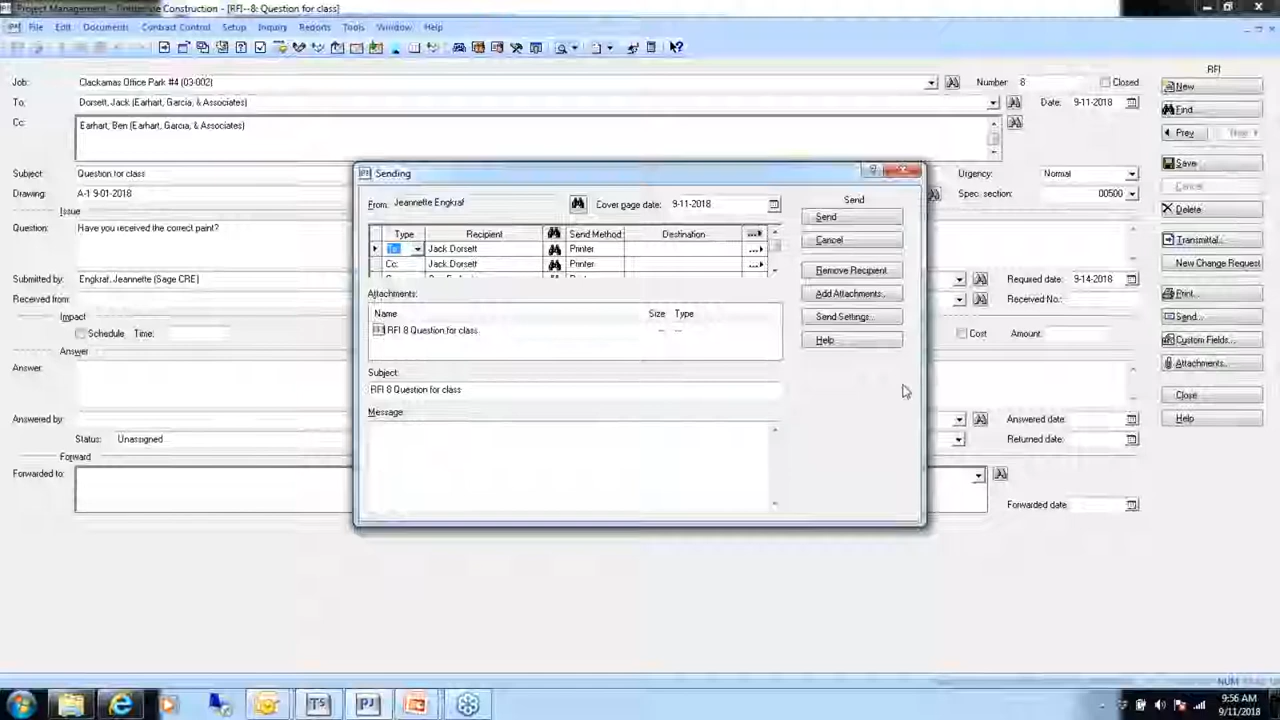 Project Management - Construction - [RFI--8: Question for class]
File Edit Documents Contract Control Setup Inquiry Reports Tools Window Help
RFI
Job: Clackamas Office Park #4 (03-002) Number: 8 Closed
To: Dorsett, Jack (Earhart, Garcia, & Associates) Date: 9-11-2018
Cc: Earhart, Ben (Earhart, Garcia, & Associates)
Subject: Question for class Urgency: Normal
Drawing: A-1 9-01-2018 Spec. section: 00500
Issue
Question: Have you received the correct paint?
Submitted by: Engkraf, Jeannette (Sage CRE) Required date: 9-14-2018
Received from: Received No.:
Impact
Schedule Time: Cost Amount:
Answer
Answer:
Answered by: Answered date:
Status: Unassigned Returned date:
Forward
Forwarded to:
Forwarded date:
New
Find...
Prev Next
Save
Cancel
Delete
Transmittal...
New Change Request
Print...
Send...
Custom Fields...
Attachments...
Close
Help
Sending
From: Jeannette Engkraf Cover page date: 9-11-2018
Type Recipient Send Method Destination
To: Jack Dorsett Printer
Cc: Jack Dorsett Printer
Attachments:
Name Size Type
RFI 8 Question for class -- --
Subject:
RFI 8 Question for class
Message:
Send
Send
Cancel
Remove Recipient
Add Attachments...
Send Settings...
Help
NUM
TS PJ
9:56 AM
9/11/2018